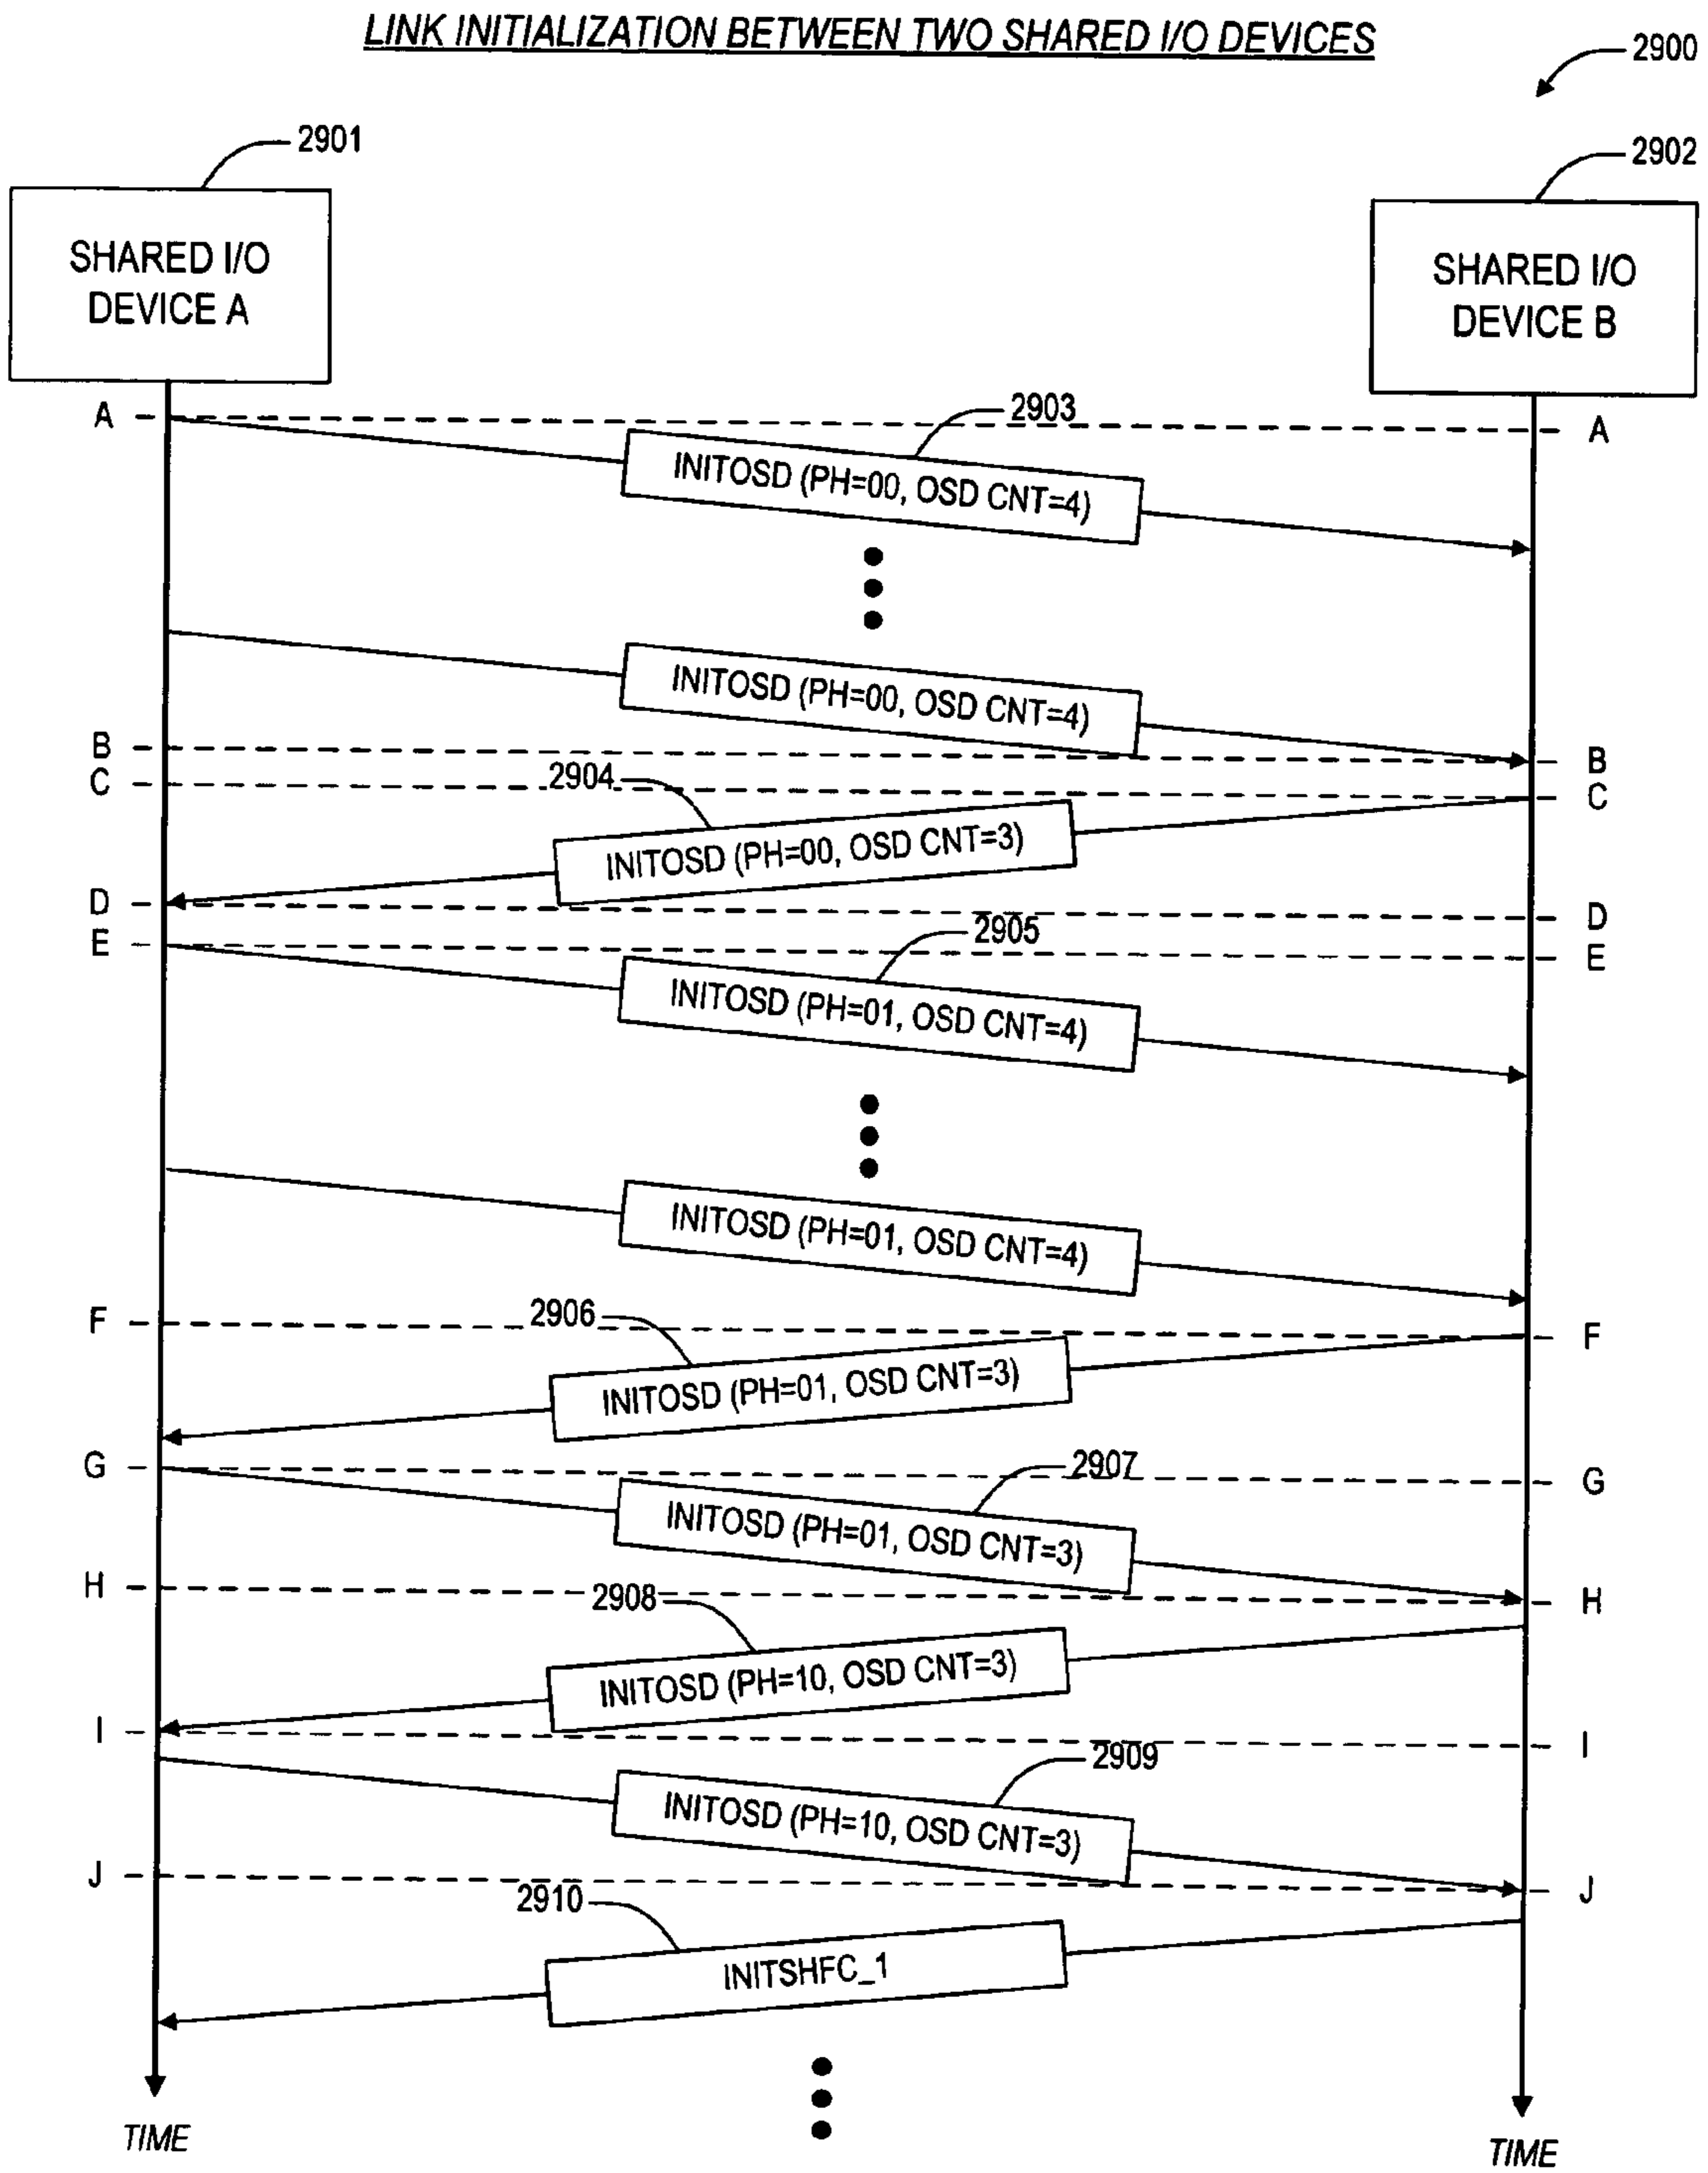 LINK INITIALIZATION BETWEEN TWO SHARED I/O DEVICES
2900
2901
2902
SHARED I/O
DEVICE A
SHARED I/O
DEVICE B
A
2903
A
INITOSD (PH=00, OSD CNT=4)
INITOSD (PH=00, OSD CNT=4)
B
B
C
2904
C
INITOSD (PH=00, OSD CNT=3)
D
D
E
2905
E
INITOSD (PH=01, OSD CNT=4)
INITOSD (PH=01, OSD CNT=4)
F
2906
F
INITOSD (PH=01, OSD CNT=3)
G
2907
G
INITOSD (PH=01, OSD CNT=3)
H
2908
H
INITOSD (PH=10, OSD CNT=3)
I
I
2909
INITOSD (PH=10, OSD CNT=3)
J
J
2910
INITSHFC_1
TIME
TIME